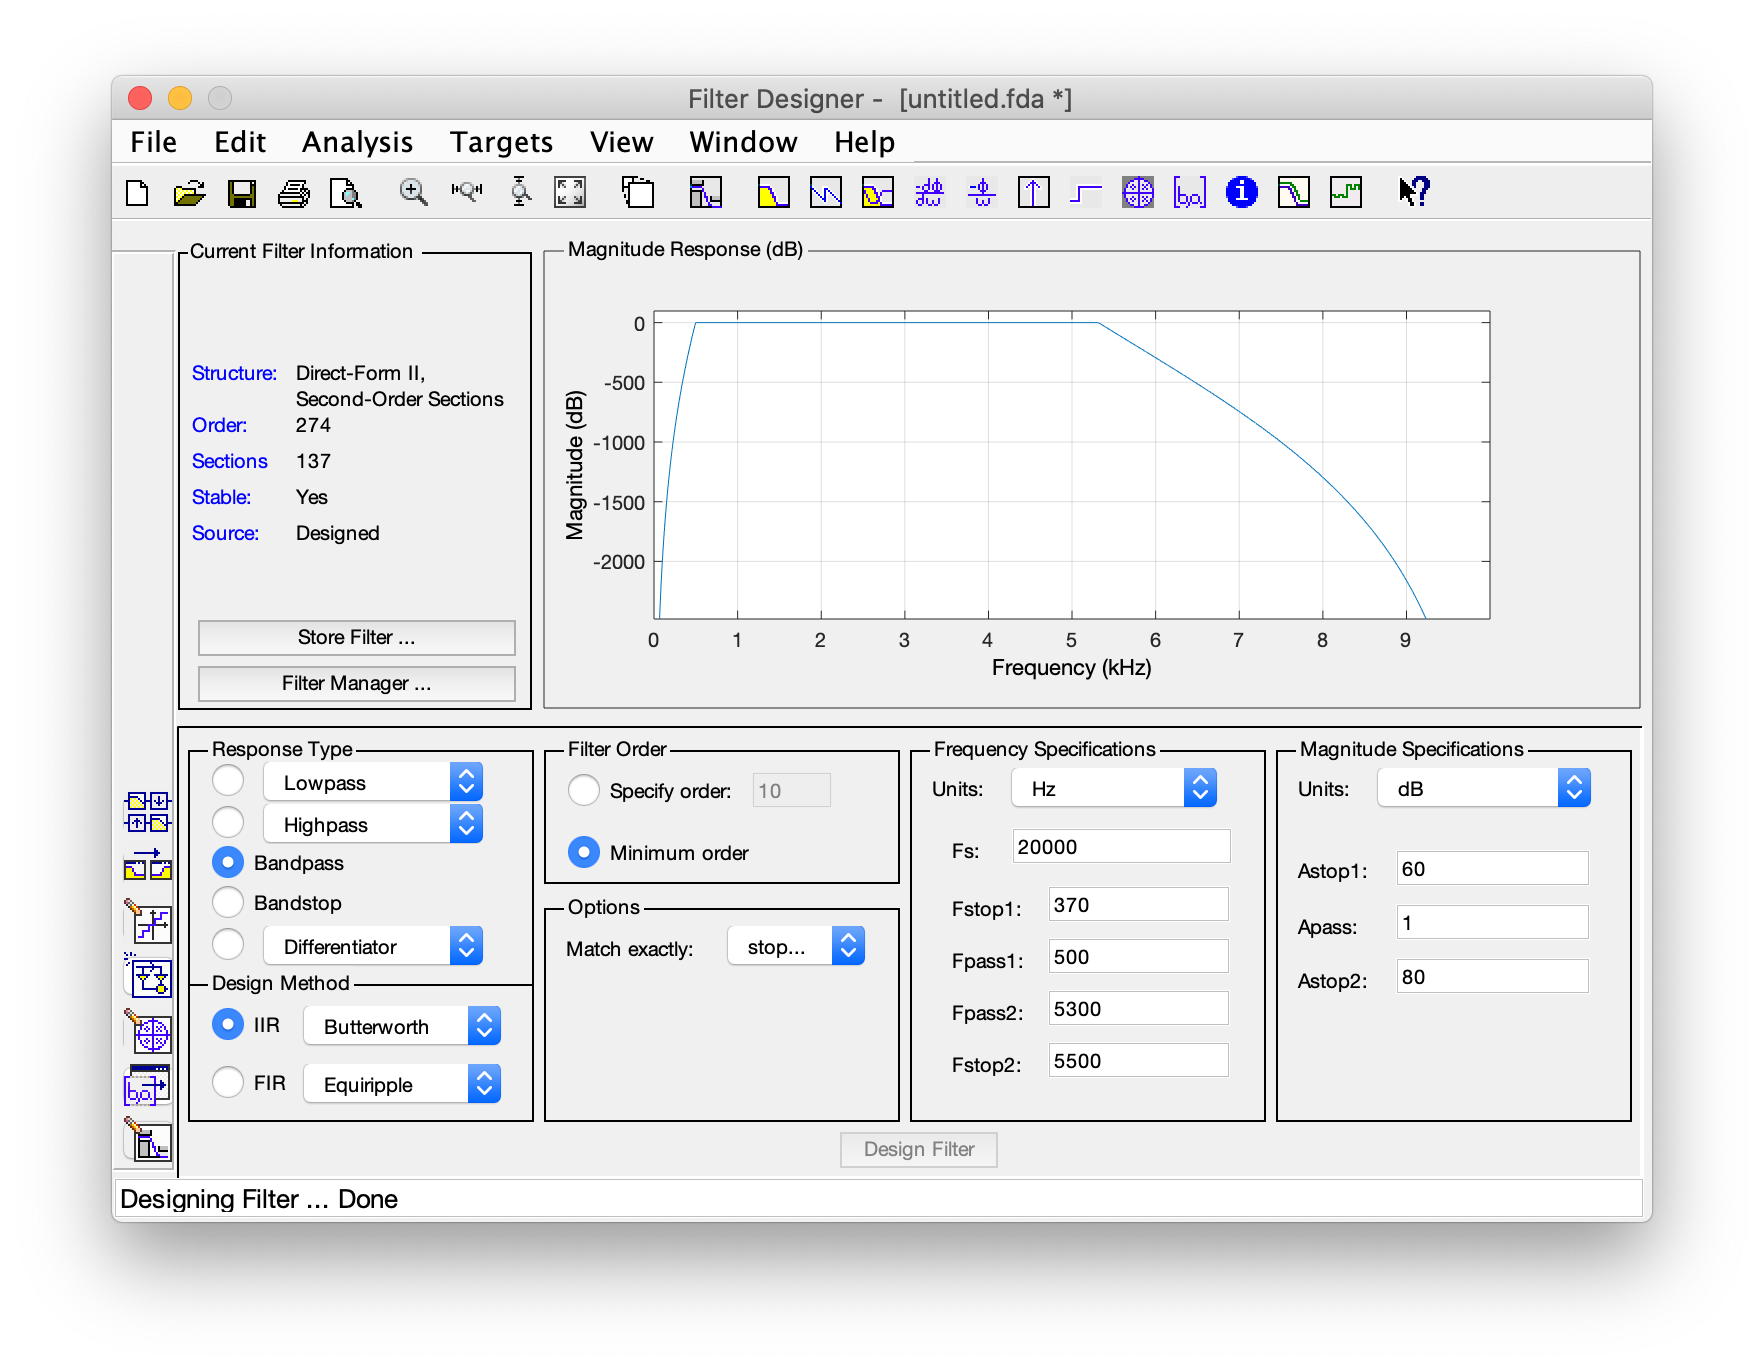 Filter Designer - [untitled.fda *]
File Edit Analysis Targets View Window Help
Current Filter Information
Structure: Direct-Form II,
Second-Order Sections
Order: 274
Sections 137
Stable: Yes
Source: Designed
Store Filter ...
Filter Manager ...
Magnitude Response (dB)
0
-500
-1000
-1500
-2000
Magnitude (dB)
0 1 2 3 4 5 6 7 8 9
Frequency (kHz)
Response Type
Lowpass
Highpass
Bandpass
Bandstop
Differentiator
Design Method
IIR Butterworth
FIR Equiripple
Filter Order
Specify order: 10
Minimum order
Options
Match exactly: stop...
Frequency Specifications
Units: Hz
Fs: 20000
Fstop1: 370
Fpass1: 500
Fpass2: 5300
Fstop2: 5500
Magnitude Specifications
Units: dB
Astop1: 60
Apass: 1
Astop2: 80
Design Filter
Designing Filter ... Done